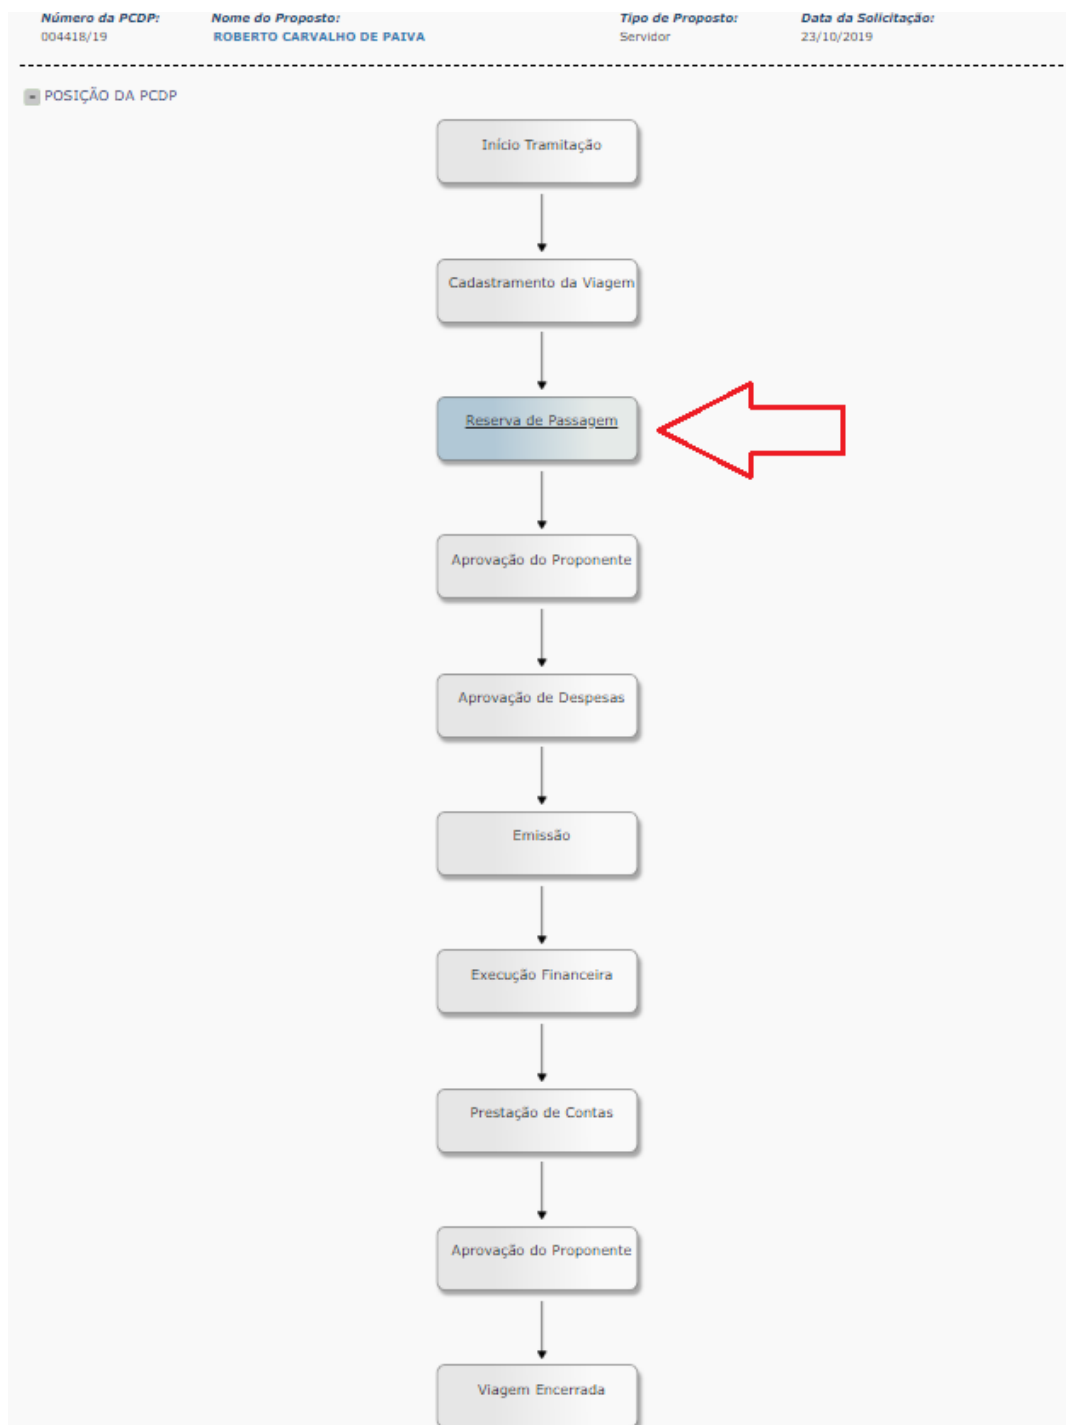 Número da PCDP: Nome do Proposto: Tipo de Proposto: Data da Solicitação:
004418/19 ROBERTO CARVALHO DE PAIVA Servidor 23/10/2019
POSIÇÃO DA PCDP
Início Tramitação
Cadastramento da Viagem
Reserva de Passagem
Aprovação do Proponente
Aprovação de Despesas
Emissão
Execução Financeira
Prestação de Contas
Aprovação do Proponente
Viagem Encerrada